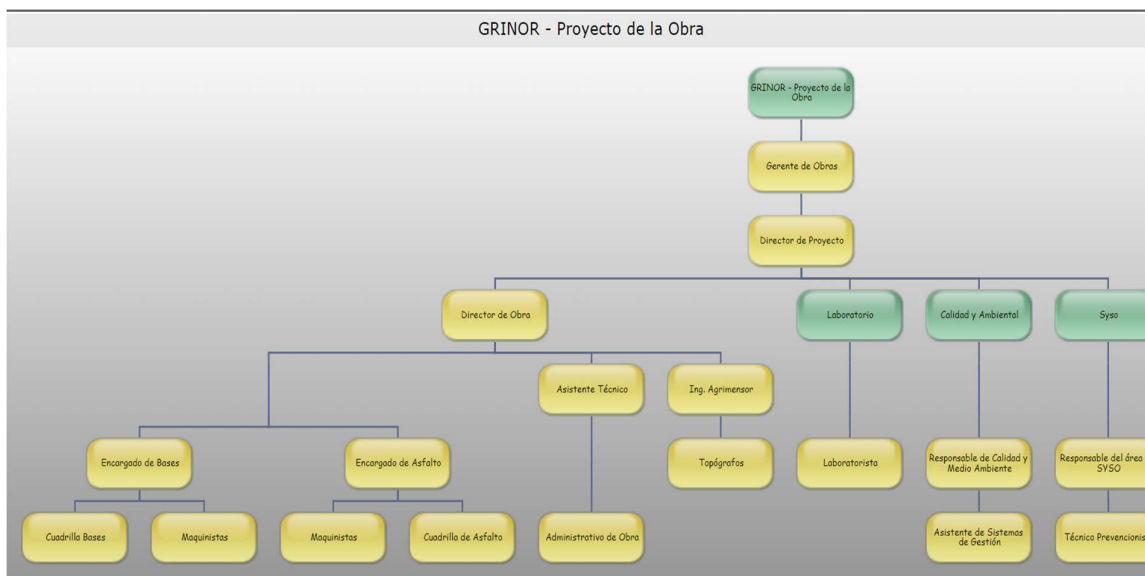 GRINOR - Proyecto de la Obra
GRINOR - Proyecto de la
Obra
Gerente de Obras
Director de Proyecto
Director de Obra
Laboratorio
Calidad y Ambiental
Syso
Asistente Técnico
Ing. Agrimensor
Encargado de Bases
Encargado de Asfalto
Topógrafos
Laboratorista
Responsable de Calidad y
Medio Ambiente
Responsable del área
SYSO
Cuadrilla Bases
Maquinistas
Maquinistas
Cuadrilla de Asfalto
Administrativo de Obra
Asistente de Sistemas
de Gestión
Técnico Prevencionis